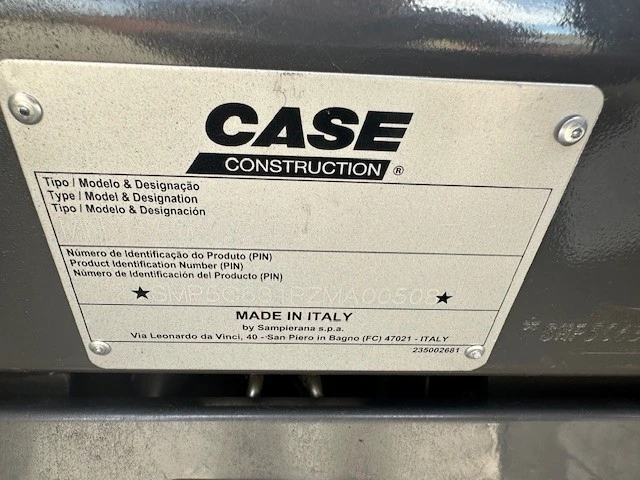 CASE
CONSTRUCTION ®
Tipo / Modelo & Designação
Type / Model & Designation
Tipo / Modelo & Designación
Número de Identificação do Produto (PIN)
Product Identification Number (PIN)
Número de Identificación del Producto (PIN)
MADE IN ITALY
by Sampierana s.p.a.
Via Leonardo da Vinci, 40 - San Piero in Bagno (FC) 47021 - ITALY
235002681